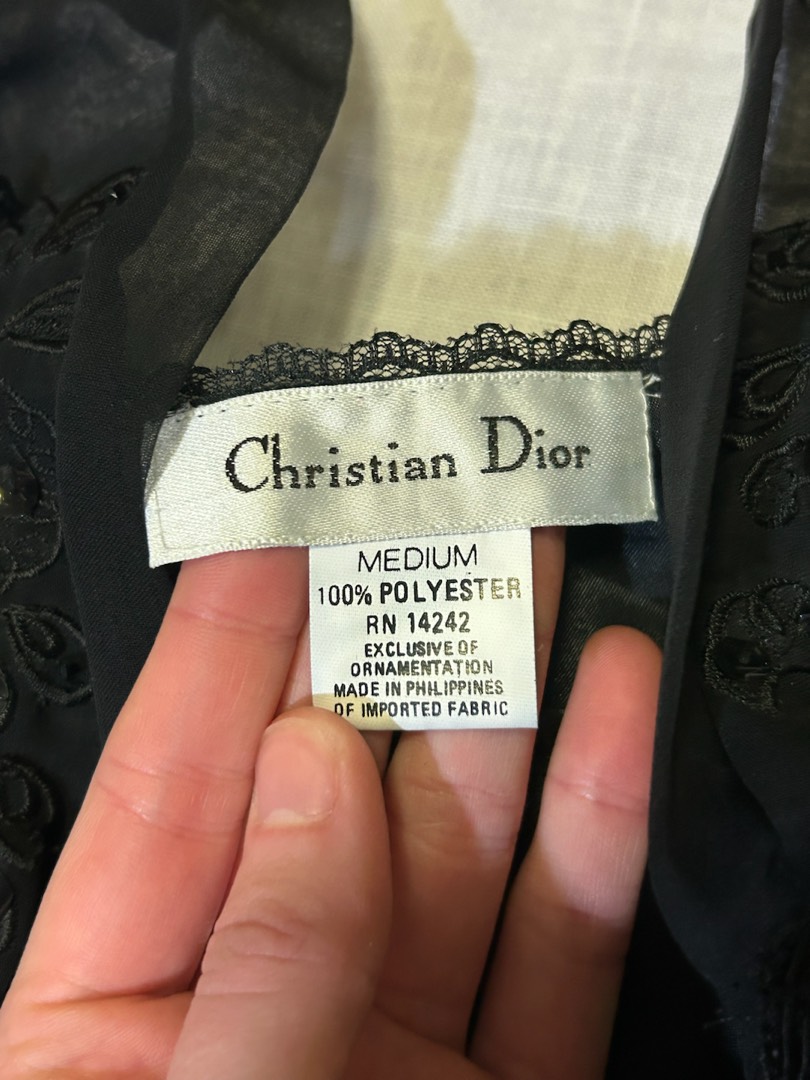 Christian Dior
MEDIUM
100% POLYESTER
RN 14242
EXCLUSIVE OF
ORNAMENTATION
MADE IN PHILIPPINES
OF IMPORTED FABRIC